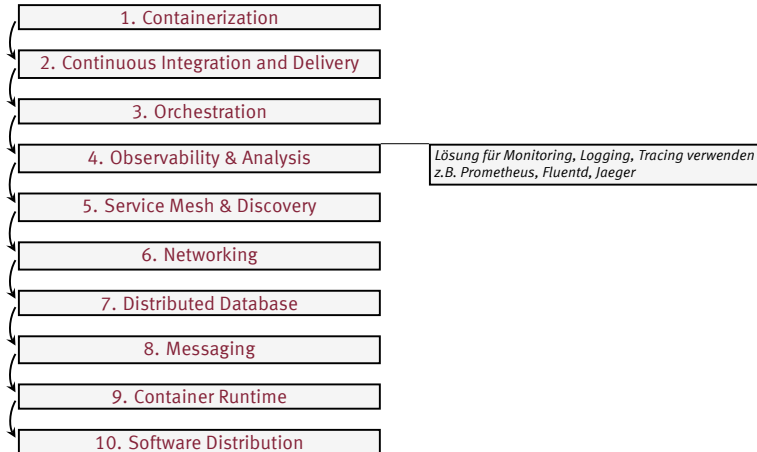 1. Containerization
2. Continuous Integration and Delivery
3. Orchestration
4. Observability & Analysis
Lösung für Monitoring, Logging, Tracing verwenden
z.B. Prometheus, Fluentd, Jaeger
5. Service Mesh & Discovery
6. Networking
7. Distributed Database
8. Messaging
9. Container Runtime
10. Software Distribution